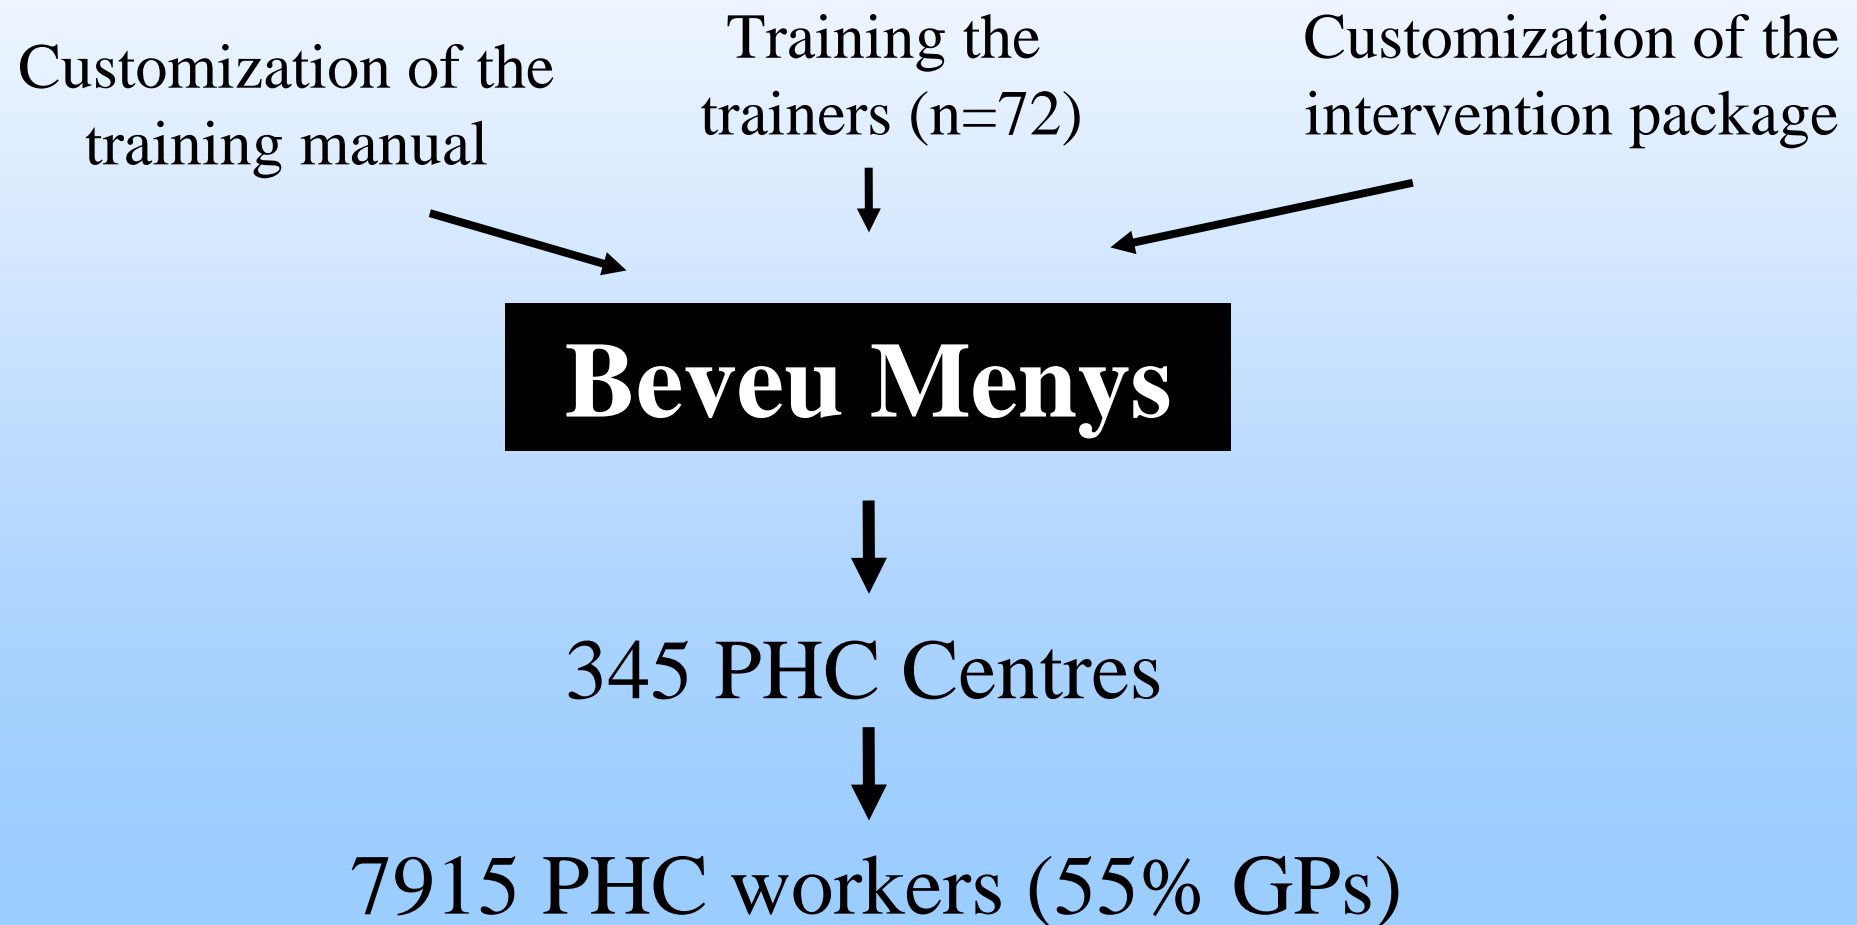 Customization of the
training manual
Training the
trainers (n=72)
Customization of the
intervention package
Beveu Menys
345 PHC Centres
7915 PHC workers (55% GPs)